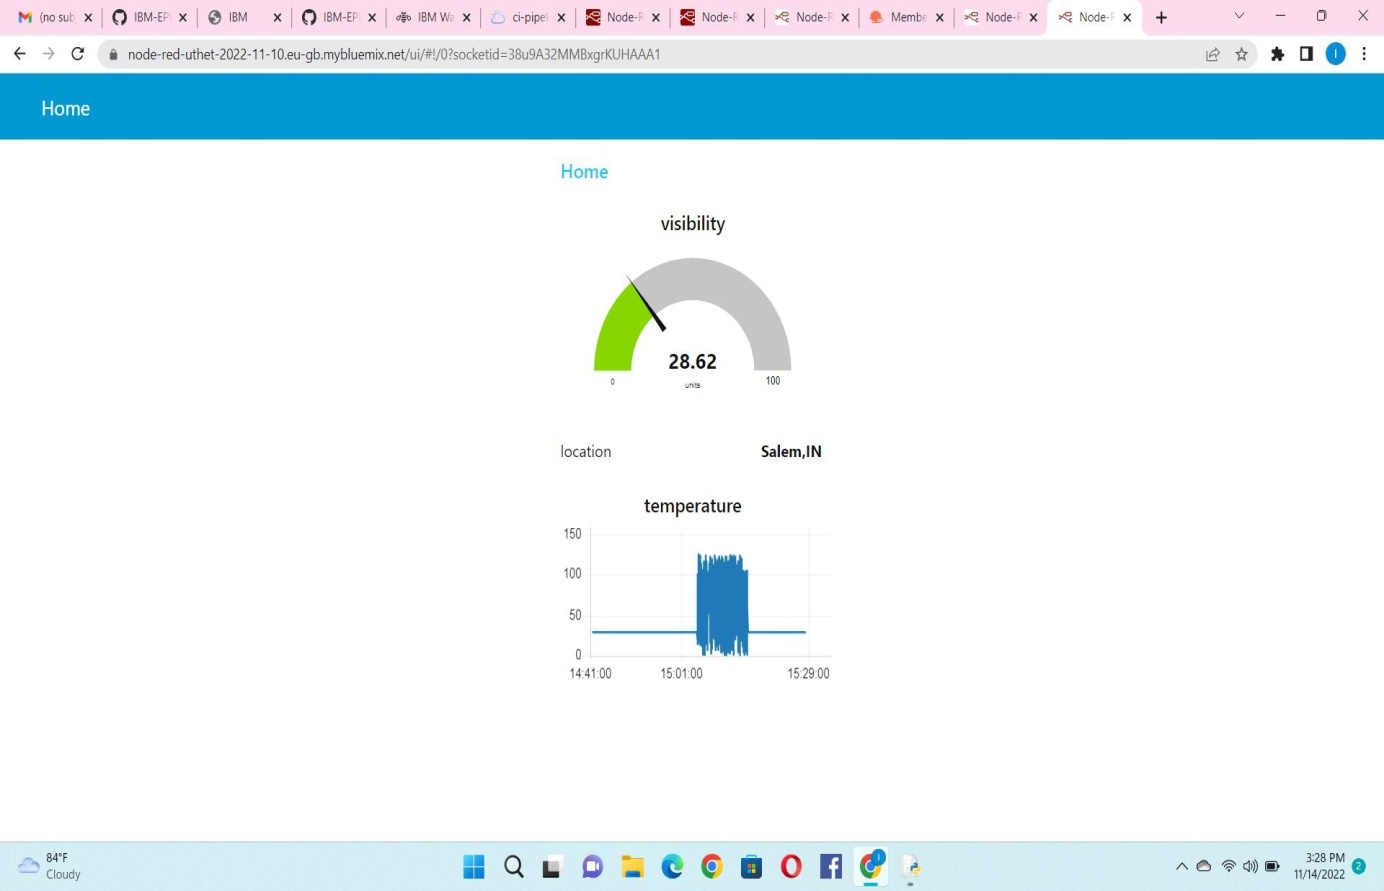 (no sub
IBM-EPI
IBM
IBM-EPI
IBM Wa
ci-pipel
Node-R
Node-R
Node-R
Membe
Node-R
Node-R
node-red-uthet-2022-11-10.eu-gb.mybluemix.net/ui/#!/0?socketid=38u9A32MMBxgrKUHAAA1
I
Home
Home
visibility
28.62
units
0
100
location
Salem,IN
temperature
150
100
50
0
14:41:00
15:01:00
15:29:00
84°F
Cloudy
3:28 PM
11/14/2022
2